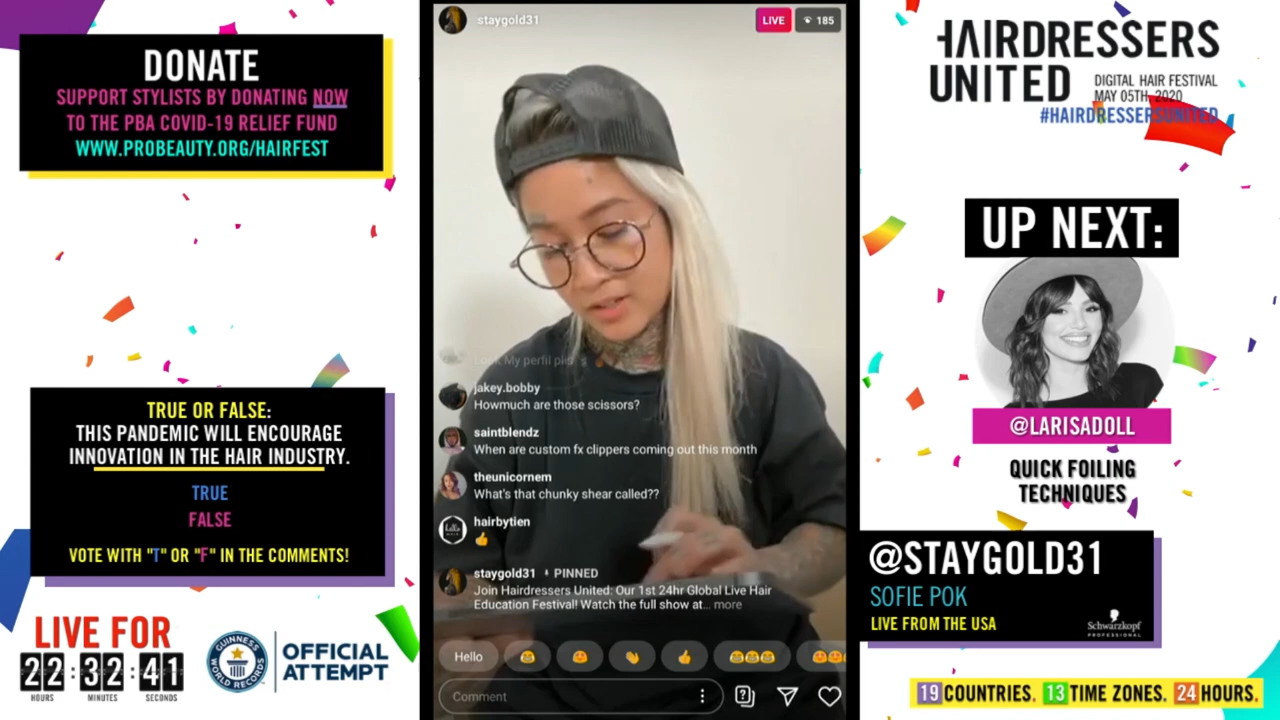 DONATE
SUPPORT STYLISTS BY DONATING NOW
TO THE PBA COVID-19 RELIEF FUND
WWW.PROBEAUTY.ORG/HAIRFEST
TRUE OR FALSE:
THIS PANDEMIC WILL ENCOURAGE
INNOVATION IN THE HAIR INDUSTRY.
TRUE
FALSE
VOTE WITH "T" OR "F" IN THE COMMENTS!
LIVE FOR
22:32:41
HOURS MINUTES SECONDS
GUINNESS
WORLD RECORDS
OFFICIAL
ATTEMPT
staygold31
LIVE 185
My perfil
jakey.bobby
Howmuch are those scissors?
saintblendz
When are custom fx clippers coming out this month
theunicornem
What's that chunky shear called??
hairbytien
👍
staygold31 PINNED
Join Hairdressers United: Our 1st 24hr Global Live Hair
Education Festival! Watch the full show at... more
Hello 😂 😍 👏 👍 😂😂😂 😍😍
Comment
HAIRDRESSERS
UNITED
DIGITAL HAIR FESTIVAL
MAY 05TH, 2020
#HAIRDRESSERSUNITED
UP NEXT:
@LARISADOLL
QUICK FOILING
TECHNIQUES
@STAYGOLD31
SOFIE POK
LIVE FROM THE USA
Schwarzkopf
PROFESSIONAL
19 COUNTRIES. 13 TIME ZONES. 24 HOURS.